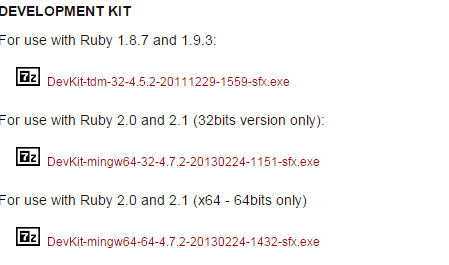 DEVELOPMENT KIT
For use with Ruby 1.8.7 and 1.9.3:
7z DevKit-tdm-32-4.5.2-20111229-1559-sfx.exe
For use with Ruby 2.0 and 2.1 (32bits version only):
7z DevKit-mingw64-32-4.7.2-20130224-1151-sfx.exe
For use with Ruby 2.0 and 2.1 (x64 - 64bits only)
7z DevKit-mingw64-64-4.7.2-20130224-1432-sfx.exe